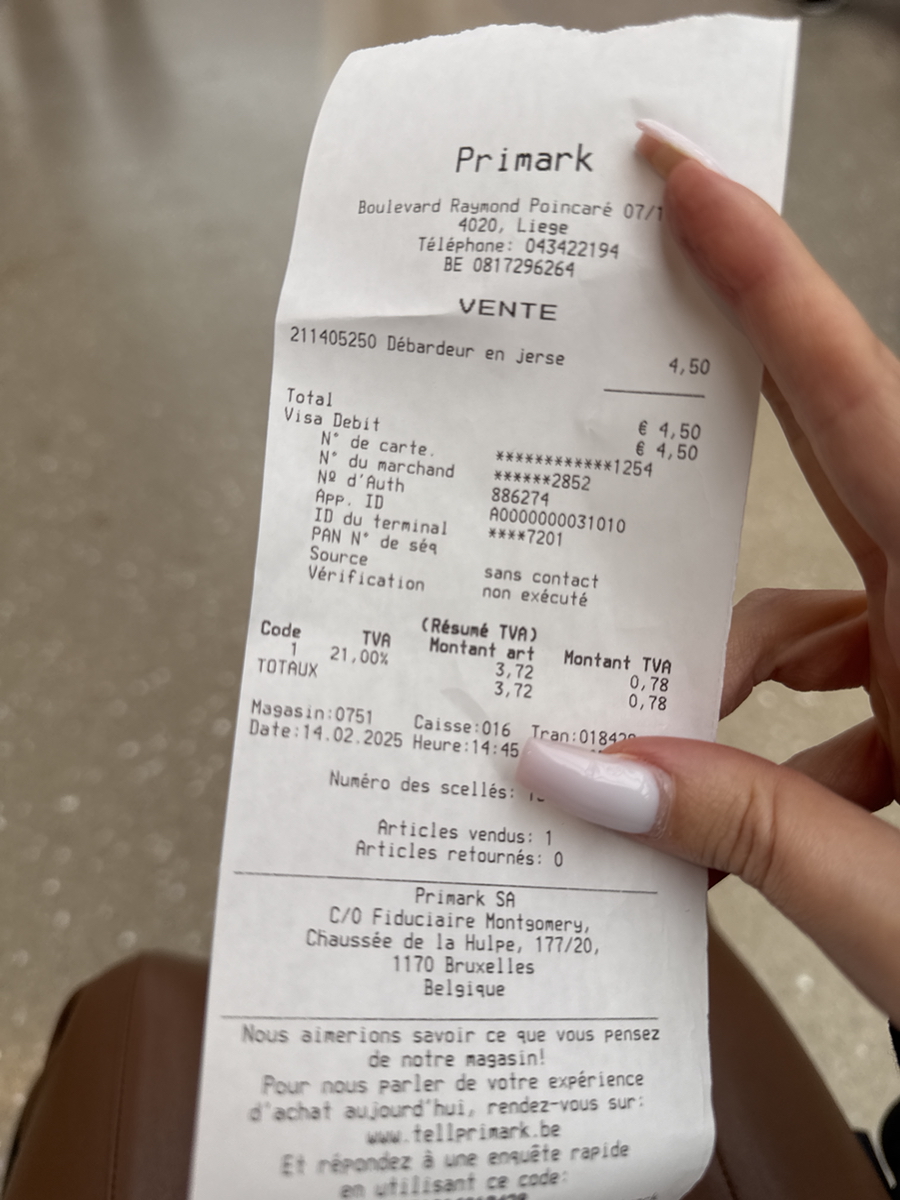 Primark
Boulevard Raymond Poincaré
4020, Liege
Téléphone: 043422194
BE 0817296264
VENTE
211405250 Débardeur en jerse 4,50
Total € 4,50
Visa Debit € 4,50
N° de carte. ************1254
N° du marchand ******2852
Nº d'Auth 886274
App. ID A0000000031010
ID du terminal ****7201
PAN N° de séq
Source sans contact
Vérification non exécuté
(Résumé TVA)
Code TVA Montant art Montant TVA
1 21,00% 3,72 0,78
TOTAUX 3,72 0,78
Magasin:0751 Caisse:016
Date:14.02.2025 Heure:14:45
Numéro des scellés:
Articles vendus: 1
Articles retournés: 0
Primark SA
C/O Fiduciaire Montgomery,
Chaussée de la Hulpe, 177/20,
1170 Bruxelles
Belgique
Nous aimerions savoir ce que vous pensez
de notre magasin!
Pour nous parler de votre expérience
d'achat aujourd'hui, rendez-vous sur:
www.tellprimark.be
Et répondez à une enquête rapide
en utilisant ce code: